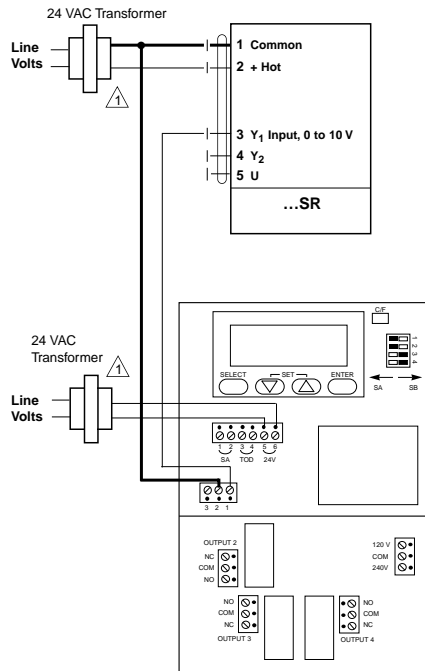 24 VAC Transformer
Line
Volts
1
1 Common
2 + Hot
3 Y1 Input, 0 to 10 V
4 Y2
5 U
...SR
C/F
1
2
3
4
SELECT
SET
ENTER
SA SB
24 VAC
Transformer
1
Line
Volts
1 2 3 4 5 6
SA TOD 24V
3 2 1
OUTPUT 2
NC
COM
NO
120 V
COM
240V
NO
COM
NC
OUTPUT 3
NO
COM
NC
OUTPUT 4